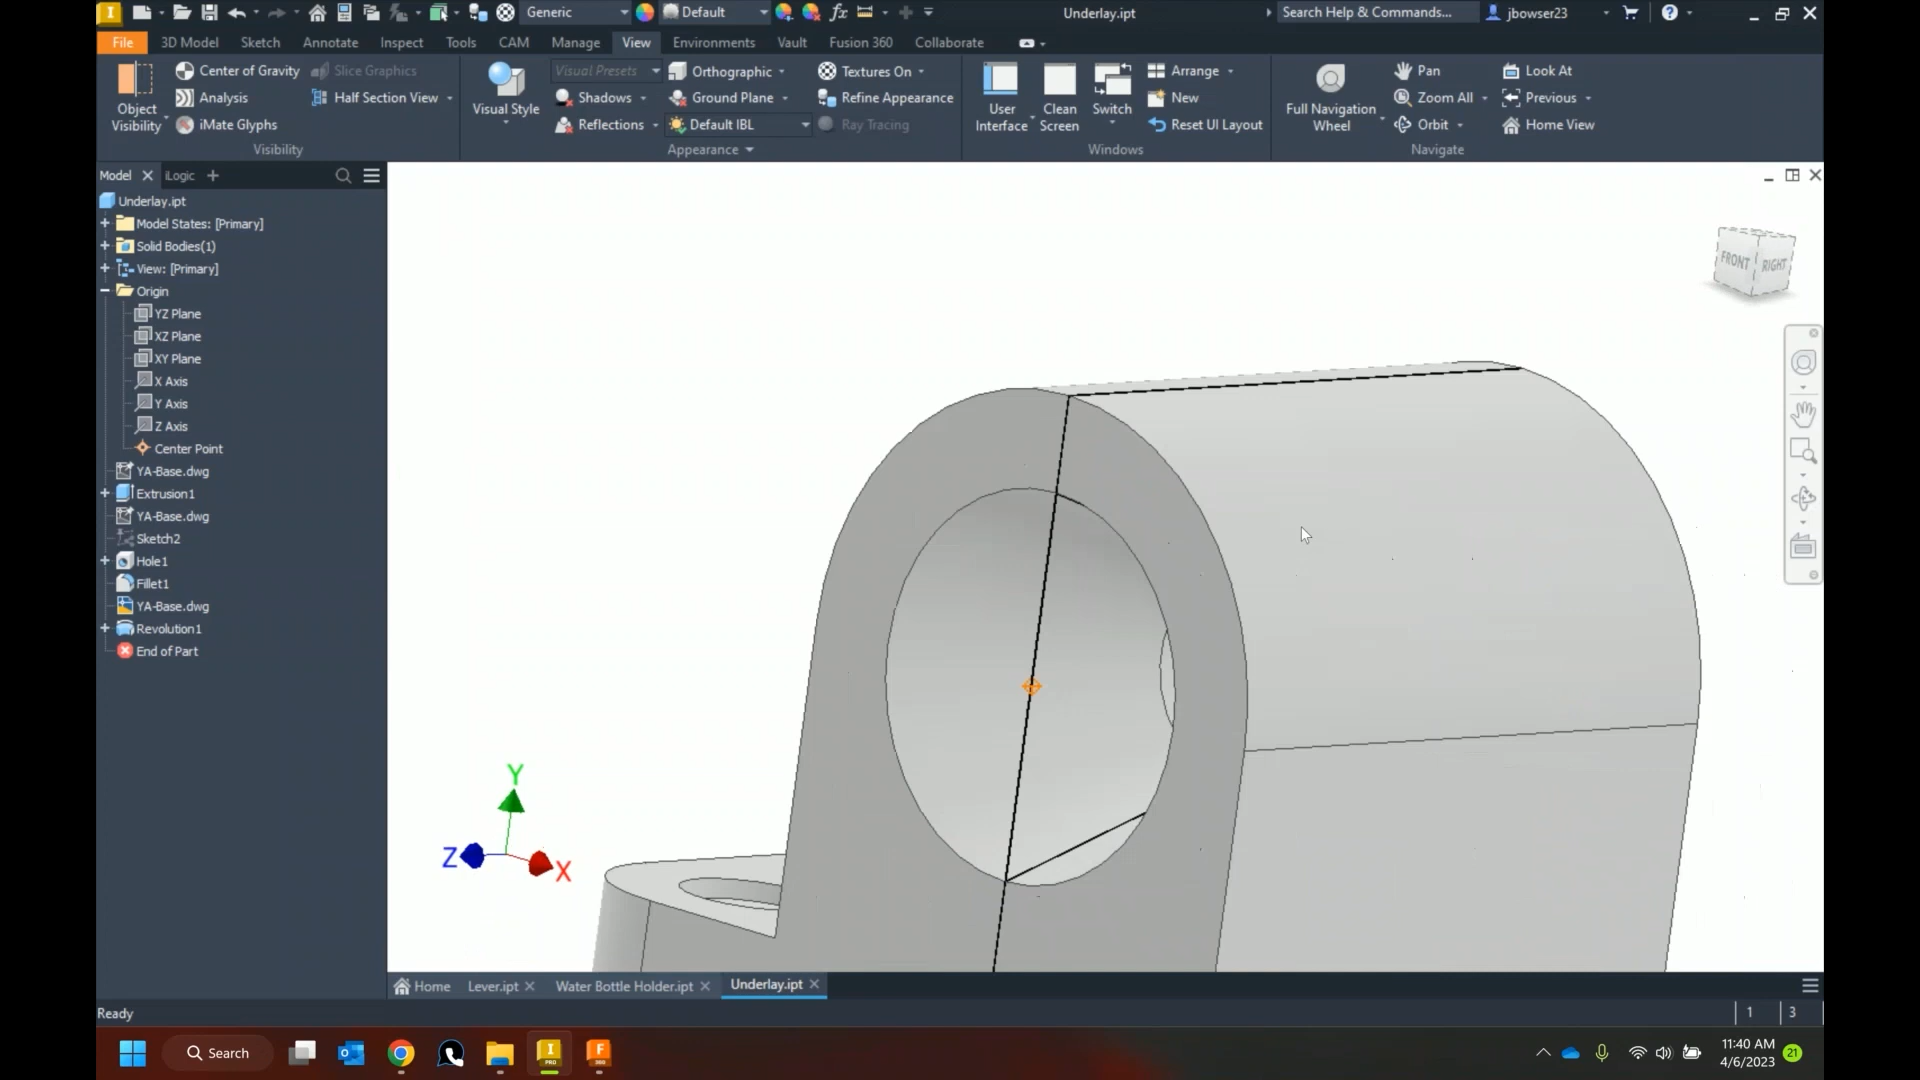 Generic
Default
Underlay.ipt
Search Help & Commands...
jbowser23
File 3D Model Sketch Annotate Inspect Tools CAM Manage View Environments Vault Fusion 360 Collaborate
Object
Visibility
Center of Gravity
Analysis
iMate Glyphs
Slice Graphics
Half Section View
Visibility
Visual Style
Visual Presets
Shadows
Reflections
Orthographic
Ground Plane
Default IBL
Textures On
Refine Appearance
Ray Tracing
Appearance
User
Interface
Clean
Screen
Switch
Arrange
New
Reset UI Layout
Windows
Full Navigation
Wheel
Pan
Zoom All
Orbit
Look At
Previous
Home View
Navigate
Model iLogic
Underlay.ipt
Model States: [Primary]
Solid Bodies(1)
View: [Primary]
Origin
YZ Plane
XZ Plane
XY Plane
X Axis
Y Axis
Z Axis
Center Point
YA-Base.dwg
Extrusion1
YA-Base.dwg
Sketch2
Hole1
Fillet1
YA-Base.dwg
Revolution1
End of Part
FRONT RIGHT
Y
Z
X
Home Lever.ipt Water Bottle Holder.ipt Underlay.ipt
Ready
1 3
Search
11:40 AM
4/6/2023
21